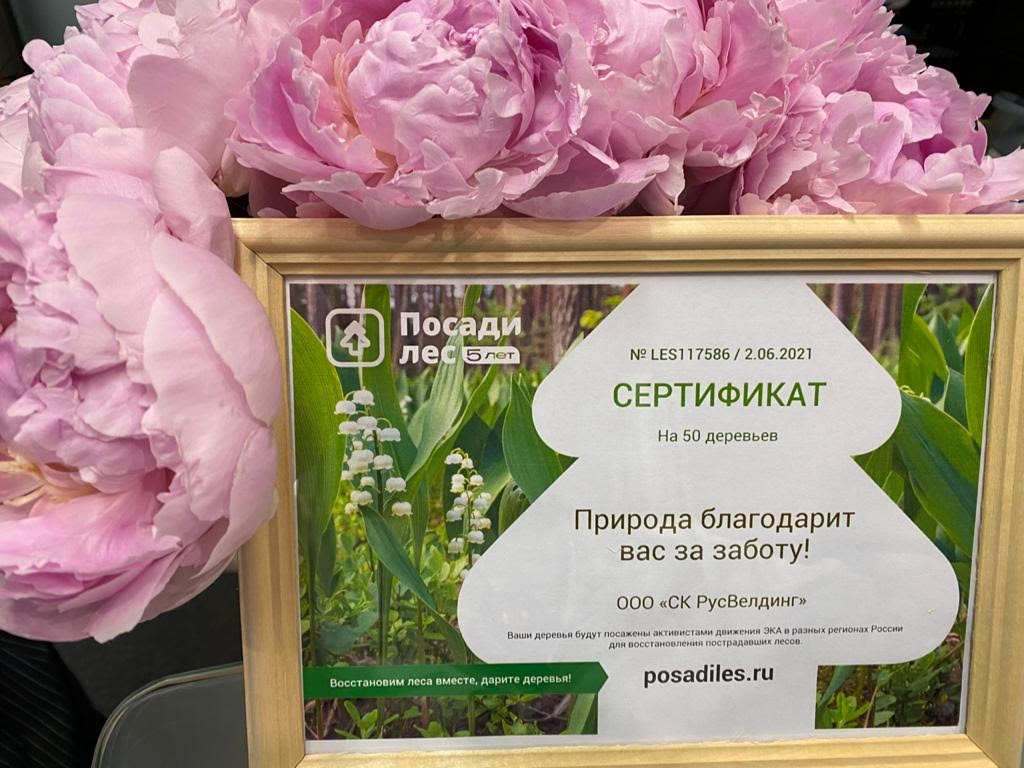 Посади
лес 5 лет
№ LES117586 / 2.06.2021
СЕРТИФИКАТ
На 50 деревьев
Природа благодарит
вас за заботу!
ООО «СК РусВелдинг»
Ваши деревья будут посажены активистами движения ЭКА в разных регионах России
для восстановления пострадавших лесов.
posadiles.ru
Восстановим леса вместе, дарите деревья!